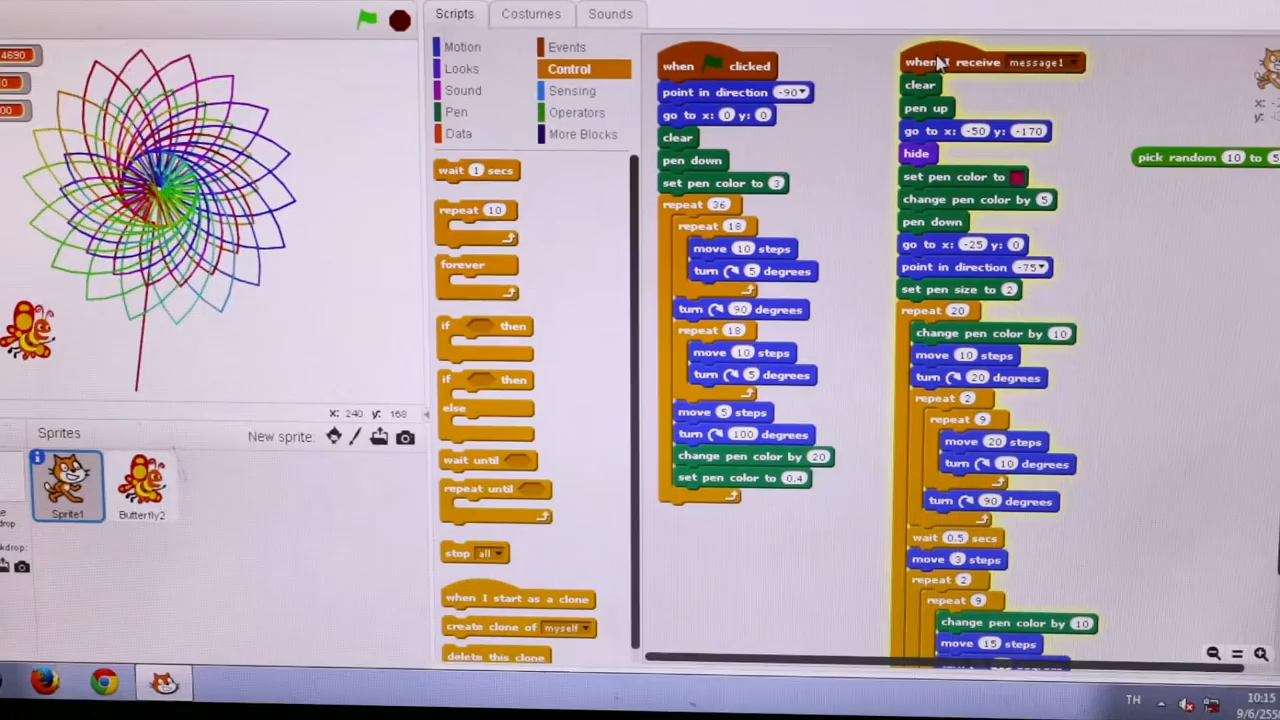 Scripts
Costumes
Sounds
4690
0
00
Motion
Looks
Sound
Pen
Data
Events
Control
Sensing
Operators
More Blocks
wait 1 secs
repeat 10
forever
if then
if then
else
wait until
repeat until
stop all
when I start as a clone
create clone of myself
delete this clone
when clicked
point in direction -90
go to x: 0 y: 0
clear
pen down
set pen color to 3
repeat 36
repeat 18
move 10 steps
turn 5 degrees
turn 90 degrees
repeat 18
move 10 steps
turn 5 degrees
move 5 steps
turn 100 degrees
change pen color by 20
set pen color to 0.4
when I receive message1
clear
pen up
go to x: -50 y: -170
hide
set pen color to
change pen color by 5
pen down
go to x: -25 y: 0
point in direction -75
set pen size to 2
repeat 20
change pen color by 10
move 10 steps
turn 20 degrees
repeat 2
repeat 9
move 20 steps
turn 10 degrees
turn 90 degrees
wait 0.5 secs
move 3 steps
repeat 2
repeat 9
change pen color by 10
move 15 steps
pick random 10 to 5
x: 240 y: 168
Sprites
New sprite:
Sprite1
Butterfly2
TH
10:15
9/6/255